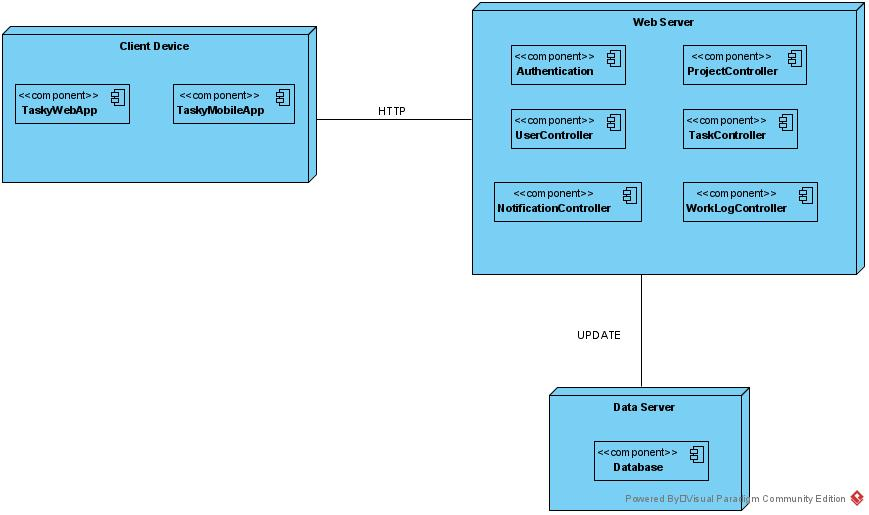 Client Device
<<component>>
TaskyWebApp
<<component>>
TaskyMobileApp
HTTP
Web Server
<<component>>
Authentication
<<component>>
ProjectController
<<component>>
UserController
<<component>>
TaskController
<<component>>
NotificationController
<<component>>
WorkLogController
UPDATE
Data Server
<<component>>
Database
Powered By Visual Paradigm Community Edition